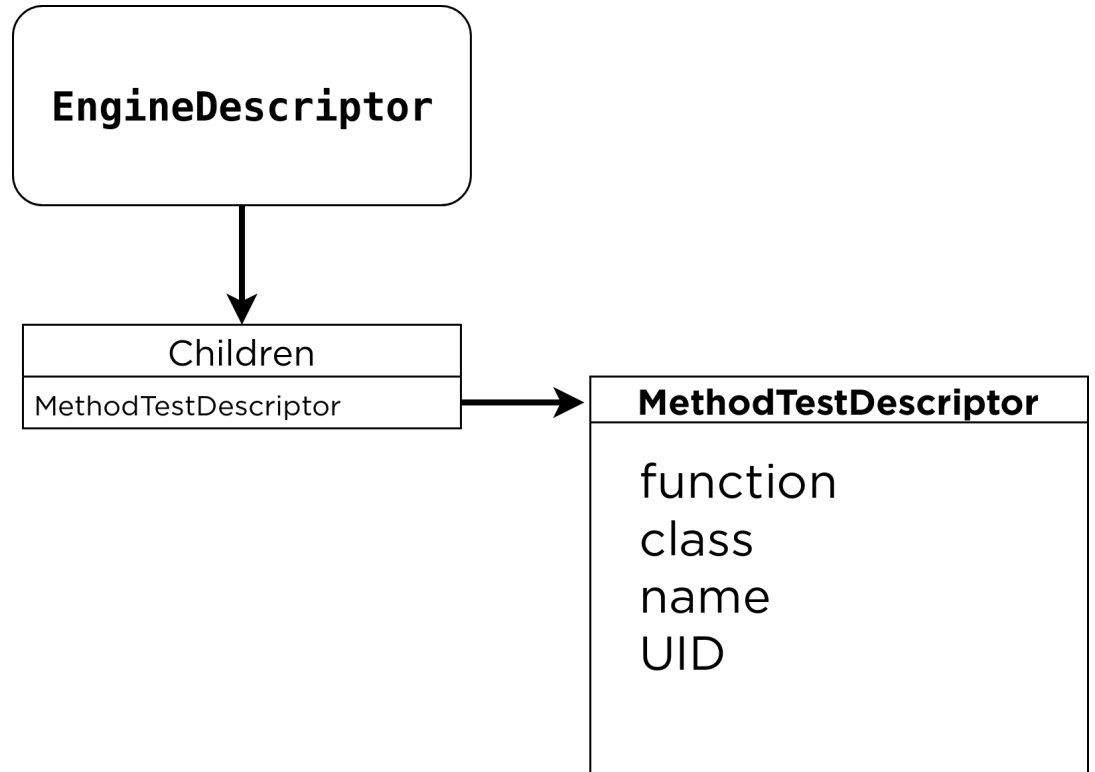 EngineDescriptor
Children
MethodTestDescriptor
MethodTestDescriptor
function
class
name
UID